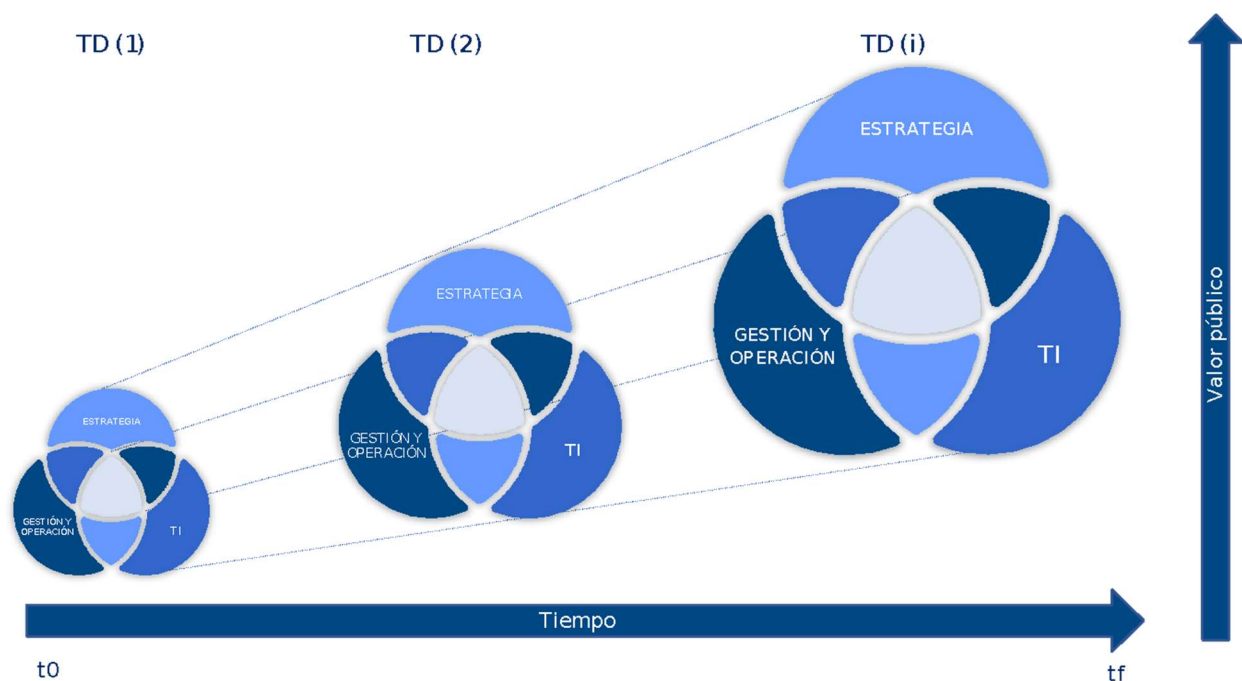 TD (1)
TD (2)
TD (i)
ESTRATEGIA
GESTIÓN Y
OPERACIÓN
TI
ESTRATEGIA
GESTIÓN Y
OPERACIÓN
TI
ESTRATEGIA
GESTIÓN Y
OPERACIÓN
TI
Valor público
Tiempo
t0
tf